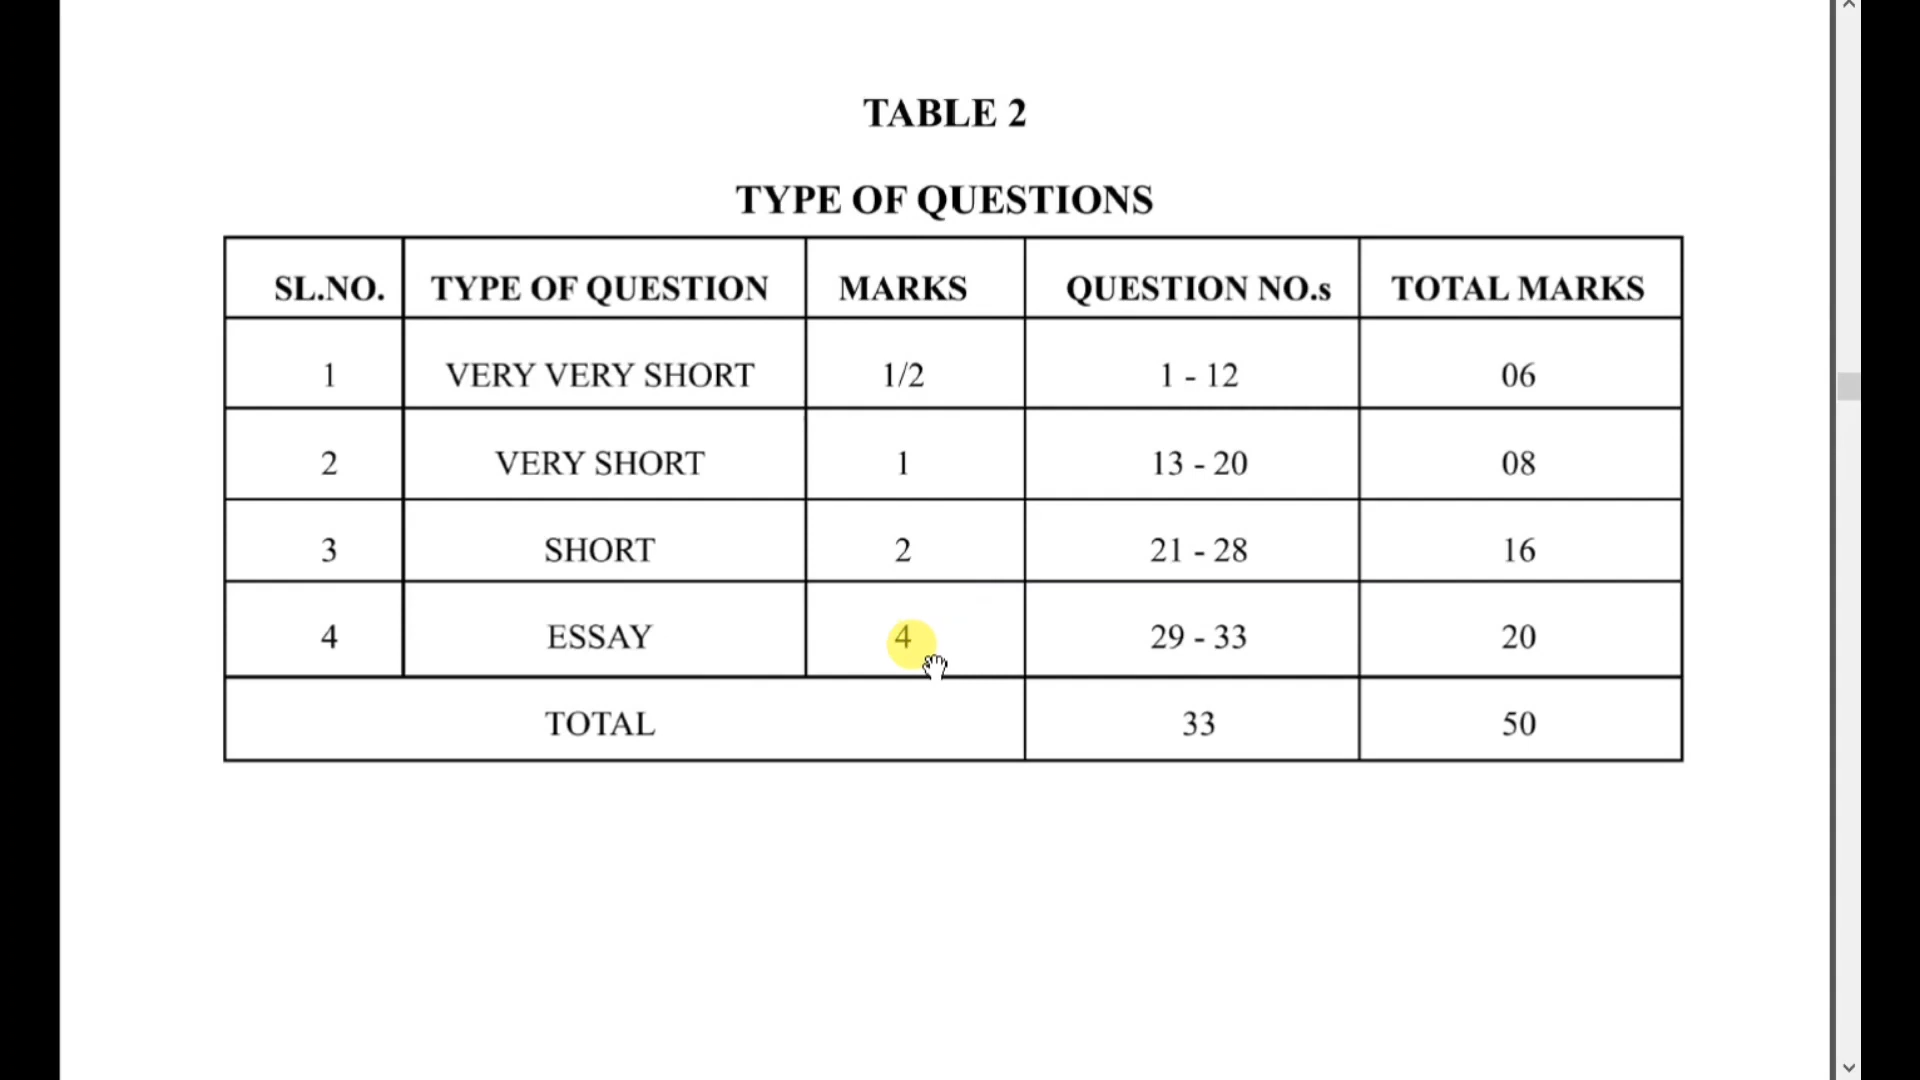 TABLE 2
TYPE OF QUESTIONS
SL.NO. TYPE OF QUESTION MARKS QUESTION NO.s TOTAL MARKS
1 VERY VERY SHORT 1/2 1 - 12 06
2 VERY SHORT 1 13 - 20 08
3 SHORT 2 21 - 28 16
4 ESSAY 4 29 - 33 20
TOTAL 33 50